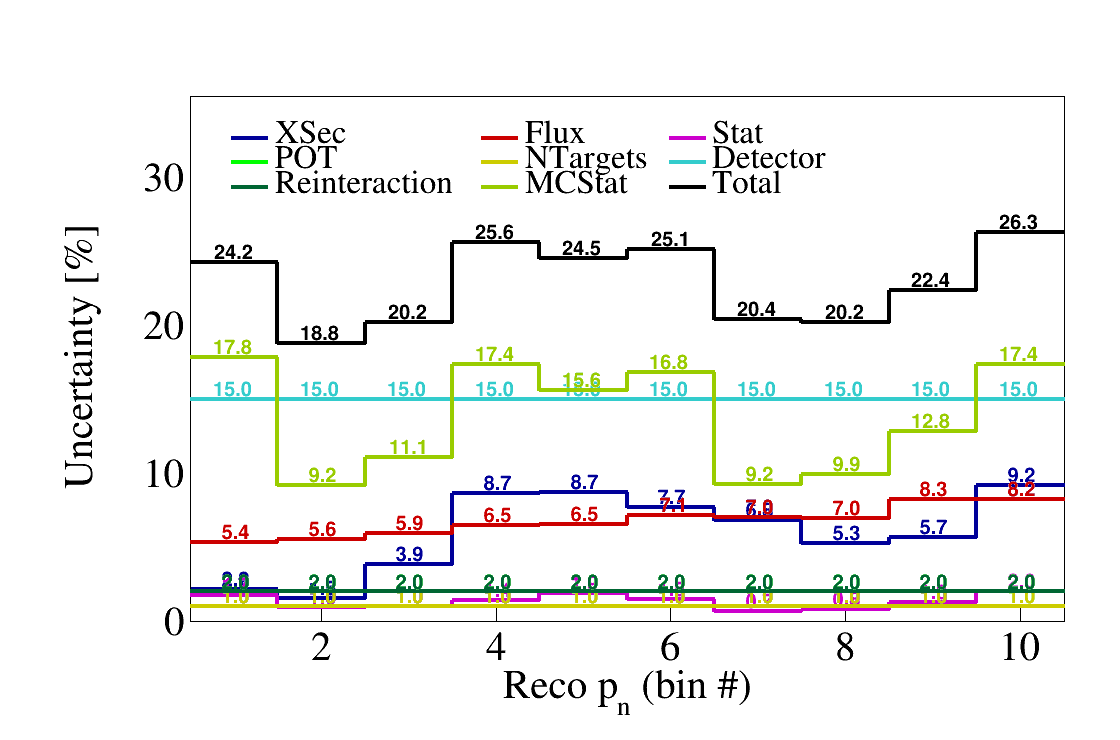 XSec Flux Stat
POT NTargets Detector
Reinteraction MCStat Total
Uncertainty [%]
30
20
10
0
24.2 18.8 20.2 25.6 24.5 25.1 20.4 20.2 22.4 26.3
17.8 9.2 11.1 17.4 15.6 16.8 9.2 9.9 12.8 17.4
15.0 15.0 15.0 15.0 15.0 15.0 15.0 15.0 15.0
3.9 8.7 8.7 7.7 5.3 5.7 9.2
5.4 5.6 5.9 6.5 6.5 7.1 7.0 8.3 8.2
2.0 2.0 2.0 2.0 2.0 2.0 2.0 2.0 2.0
1.0 1.0 1.0 1.0
2 4 6 8 10
Reco pn (bin #)